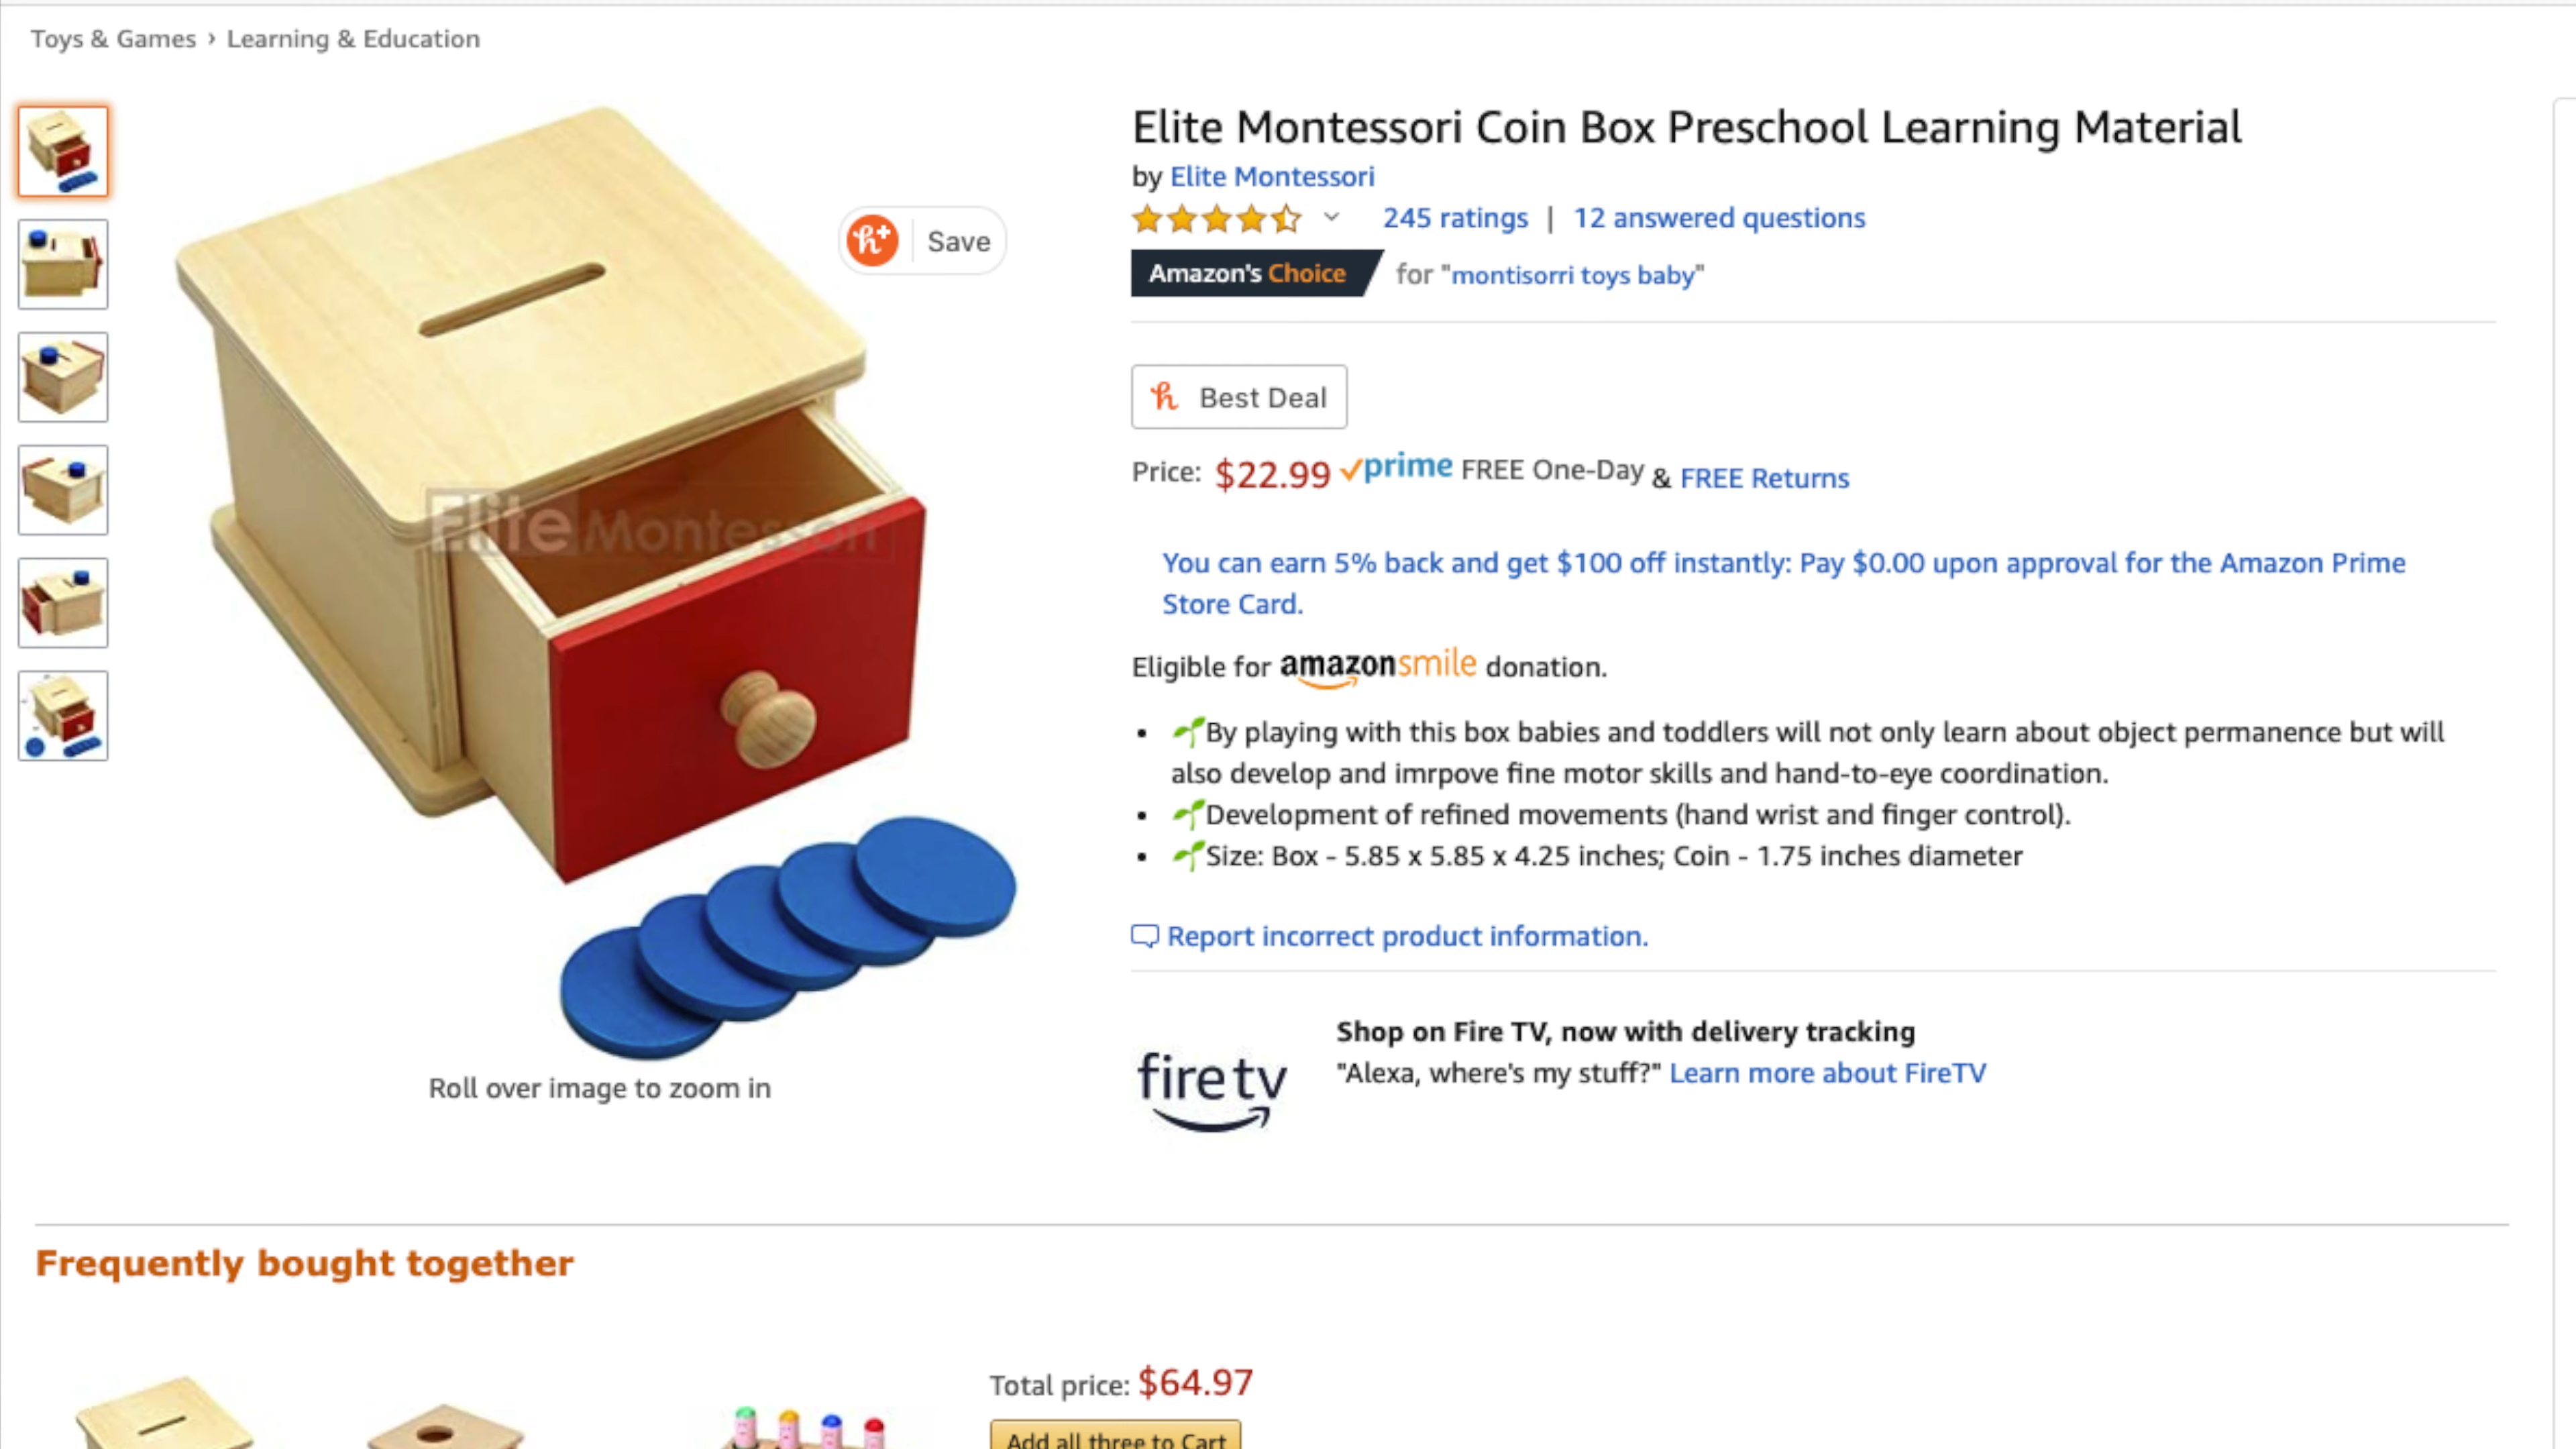 Toys & Games › Learning & Education
Save
Elite Montessori
Roll over image to zoom in
Elite Montessori Coin Box Preschool Learning Material
by Elite Montessori
245 ratings | 12 answered questions
Amazon's Choice for "montisorri toys baby"
Best Deal
Price: $22.99 prime FREE One-Day & FREE Returns
You can earn 5% back and get $100 off instantly: Pay $0.00 upon approval for the Amazon Prime
Store Card.
Eligible for amazonsmile donation.
• By playing with this box babies and toddlers will not only learn about object permanence but will
also develop and imrpove fine motor skills and hand-to-eye coordination.
• Development of refined movements (hand wrist and finger control).
• Size: Box - 5.85 x 5.85 x 4.25 inches; Coin - 1.75 inches diameter
Report incorrect product information.
fire tv
Shop on Fire TV, now with delivery tracking
"Alexa, where's my stuff?" Learn more about FireTV
Frequently bought together
Total price: $64.97
Add all three to Cart